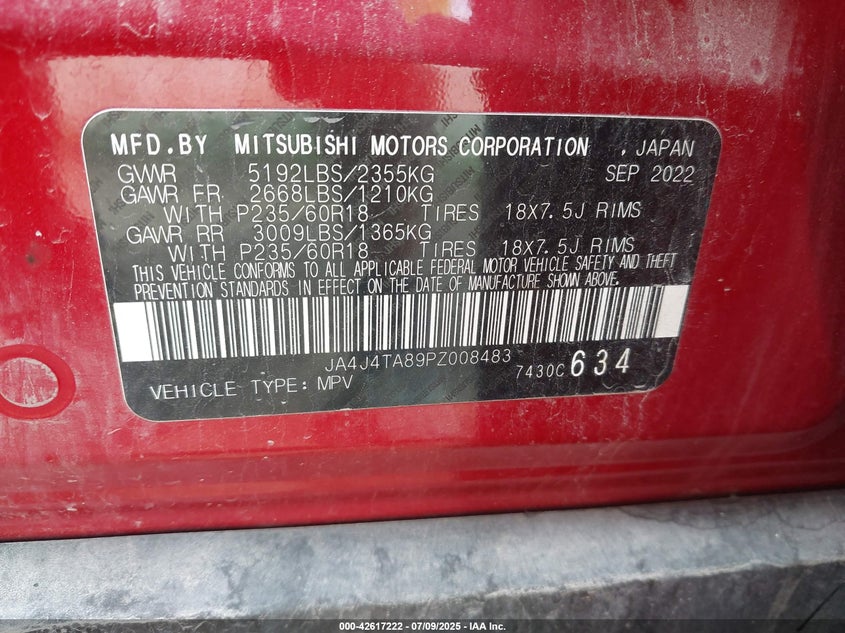 MFD.BY MITSUBISHI MOTORS CORPORATION , JAPAN
GVWR 5192LBS/2355KG SEP 2022
GAWR FR 2668LBS/1210KG
WITH P235/60R18 TIRES 18X7.5J RIMS
GAWR RR 3009LBS/1365KG
WITH P235/60R18 TIRES 18X7.5J RIMS
THIS VEHICLE CONFORMS TO ALL APPLICABLE FEDERAL MOTOR VEHICLE SAFETY AND THEFT
PREVENTION STANDARDS IN EFFECT ON THE DATE OF MANUFACTURE SHOWN ABOVE.
JA4J4TA89PZ008483
7430C 634
VEHICLE TYPE: MPV
000-42617222 - 07/09/2025 - IAA Inc.